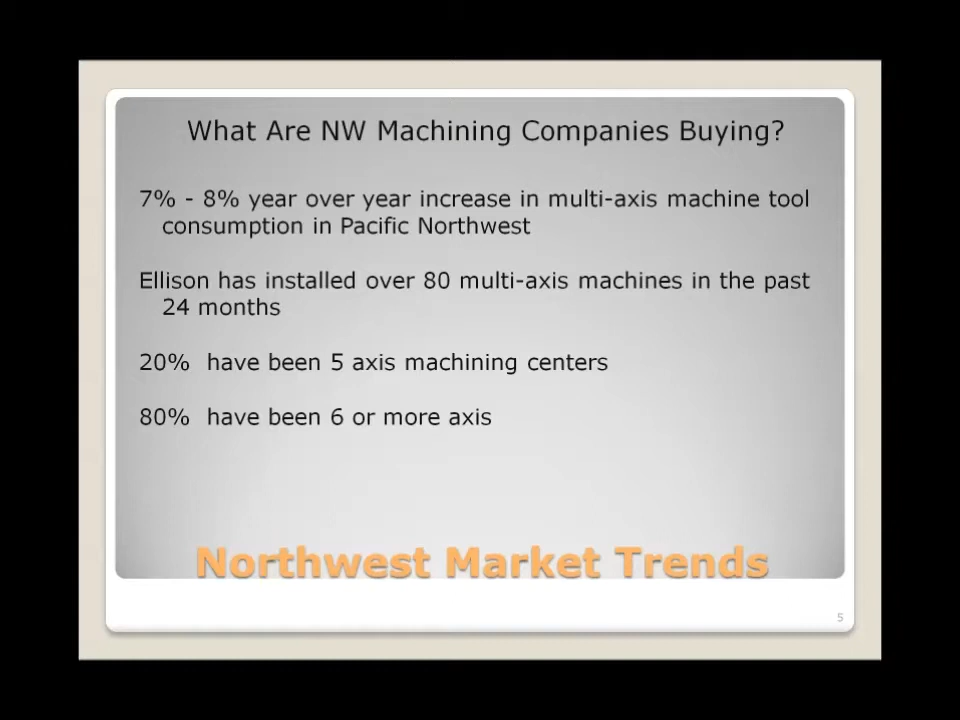 What Are NW Machining Companies Buying?
7% - 8% year over year increase in multi-axis machine tool
consumption in Pacific Northwest
Ellison has installed over 80 multi-axis machines in the past
24 months
20%  have been 5 axis machining centers
80%  have been 6 or more axis
Northwest Market Trends
5